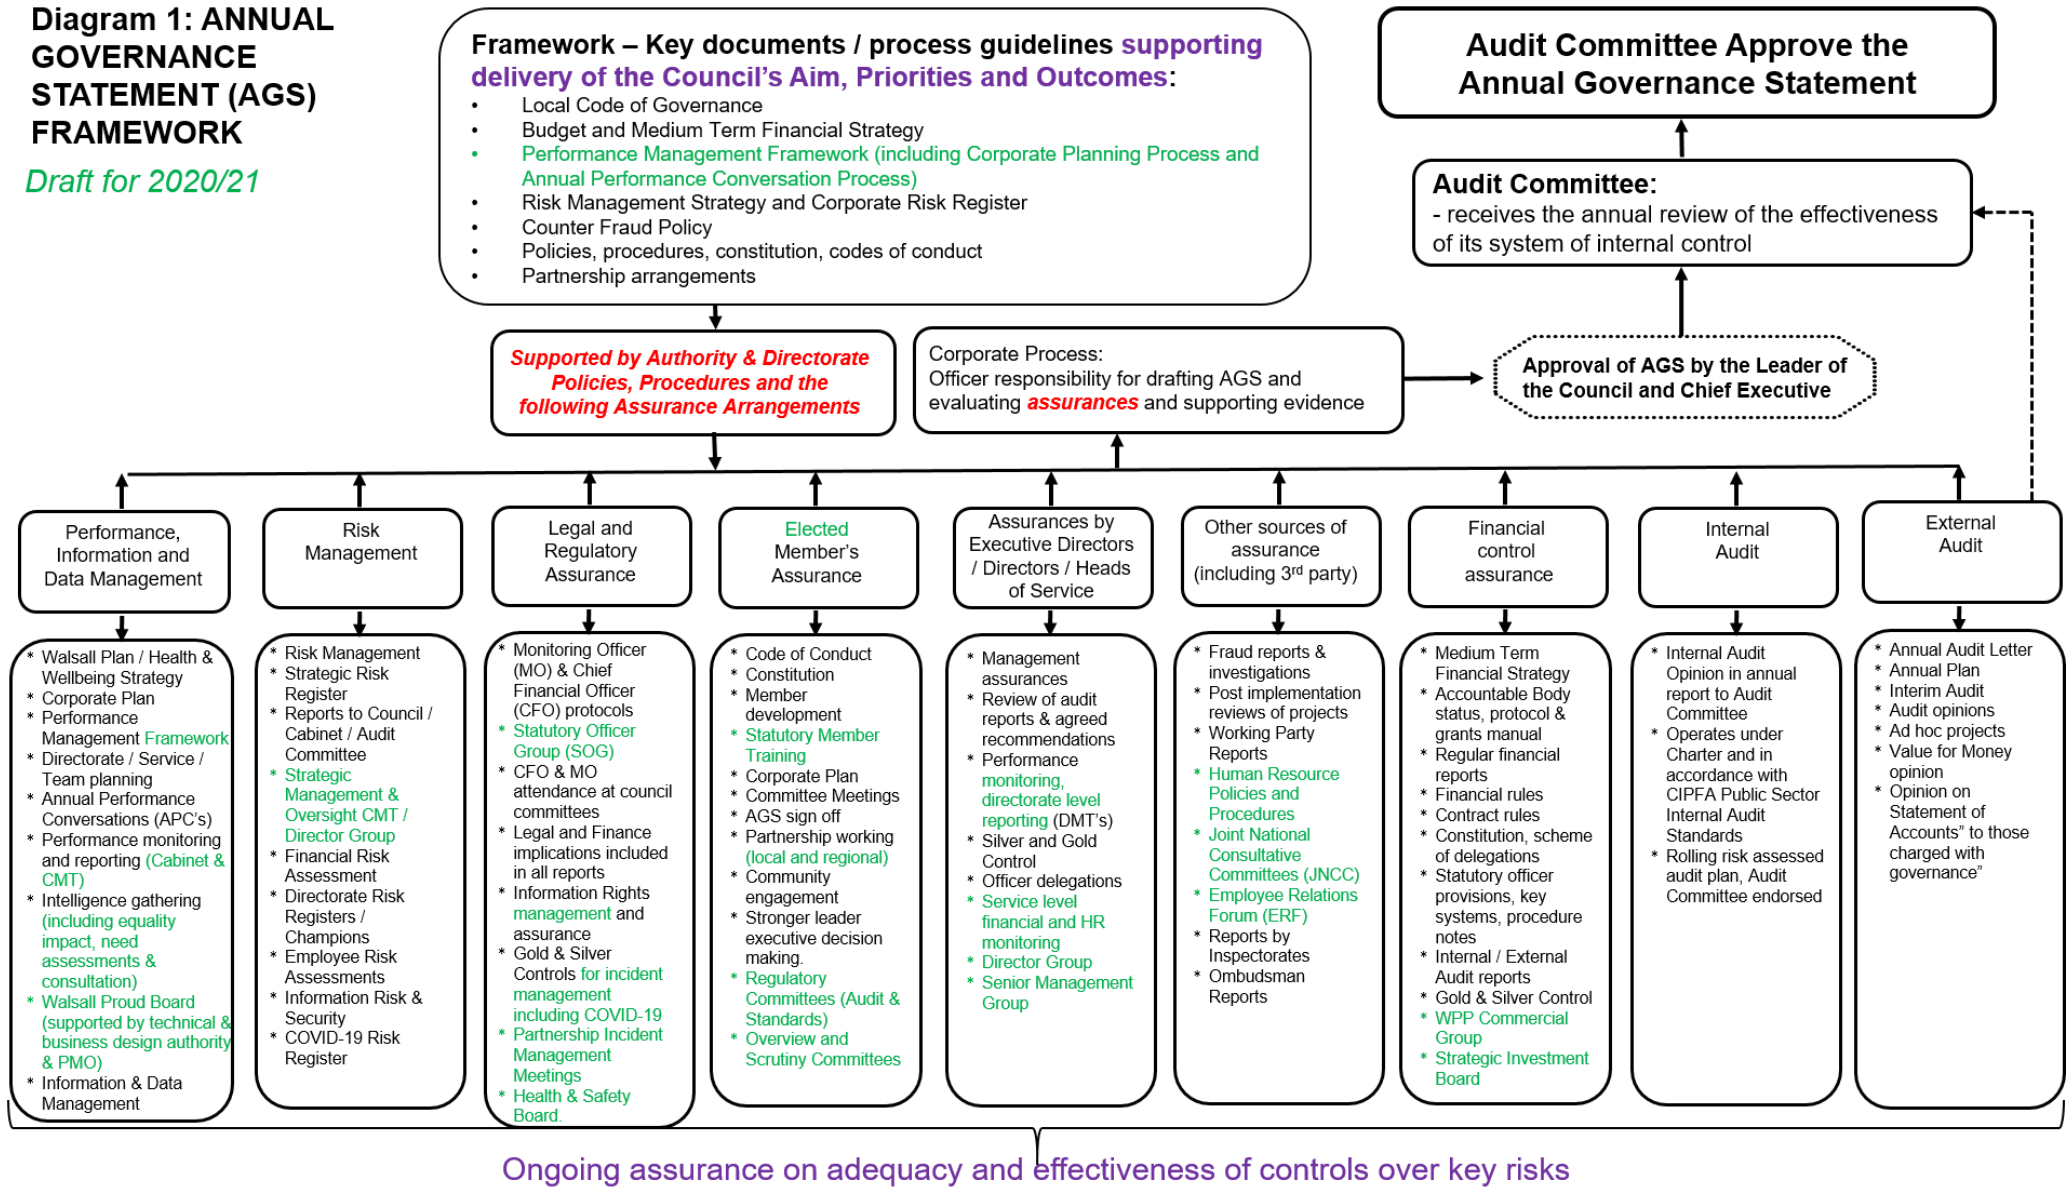 Diagram 1: ANNUAL
GOVERNANCE
STATEMENT (AGS)
FRAMEWORK
Draft for 2020/21
Framework – Key documents / process guidelines supporting
delivery of the Council's Aim, Priorities and Outcomes:
• Local Code of Governance
• Budget and Medium Term Financial Strategy
• Performance Management Framework (including Corporate Planning Process and
Annual Performance Conversation Process)
• Risk Management Strategy and Corporate Risk Register
• Counter Fraud Policy
• Policies, procedures, constitution, codes of conduct
• Partnership arrangements
Audit Committee Approve the
Annual Governance Statement
Audit Committee:
- receives the annual review of the effectiveness
of its system of internal control
Supported by Authority & Directorate
Policies, Procedures and the
following Assurance Arrangements
Corporate Process:
Officer responsibility for drafting AGS and
evaluating assurances and supporting evidence
Approval of AGS by the Leader of
the Council and Chief Executive
Performance,
Information and
Data Management
Risk
Management
Legal and
Regulatory
Assurance
Elected
Member's
Assurance
Assurances by
Executive Directors
/ Directors / Heads
of Service
Other sources of
assurance
(including 3rd party)
Financial
control
assurance
Internal
Audit
External
Audit
* Walsall Plan / Health &
Wellbeing Strategy
* Corporate Plan
* Performance
Management Framework
* Directorate / Service /
Team planning
* Annual Performance
Conversations (APC's)
* Performance monitoring
and reporting (Cabinet &
CMT)
* Intelligence gathering
(including equality
impact, need
assessments &
consultation)
* Walsall Proud Board
(supported by technical &
business design authority
& PMO)
* Information & Data
Management
* Risk Management
* Strategic Risk
Register
* Reports to Council /
Cabinet / Audit
Committee
* Strategic
Management &
Oversight CMT /
Director Group
* Financial Risk
Assessment
* Directorate Risk
Registers /
Champions
* Employee Risk
Assessments
* Information Risk &
Security
* COVID-19 Risk
Register
* Monitoring Officer
(MO) & Chief
Financial Officer
(CFO) protocols
* Statutory Officer
Group (SOG)
* CFO & MO
attendance at council
committees
* Legal and Finance
implications included
in all reports
* Information Rights
management and
assurance
* Gold & Silver
Controls for incident
management
including COVID-19
* Partnership Incident
Management
Meetings
* Health & Safety
Board.
* Code of Conduct
* Constitution
* Member
development
* Statutory Member
Training
* Corporate Plan
* Committee Meetings
* AGS sign off
* Partnership working
(local and regional)
* Community
engagement
* Stronger leader
executive decision
making.
* Regulatory
Committees (Audit &
Standards)
* Overview and
Scrutiny Committees
* Management
assurances
* Review of audit
reports & agreed
recommendations
* Performance
monitoring,
directorate level
reporting (DMT's)
* Silver and Gold
Control
* Officer delegations
* Service level
financial and HR
monitoring
* Director Group
* Senior Management
Group
* Fraud reports &
investigations
* Post implementation
reviews of projects
* Working Party
Reports
* Human Resource
Policies and
Procedures
* Joint National
Consultative
Committees (JNCC)
* Employee Relations
Forum (ERF)
* Reports by
Inspectorates
* Ombudsman
Reports
* Medium Term
Financial Strategy
* Accountable Body
status, protocol &
grants manual
* Regular financial
reports
* Financial rules
* Contract rules
* Constitution, scheme
of delegations
* Statutory officer
provisions, key
systems, procedure
notes
* Internal / External
Audit reports
* Gold & Silver Control
* WPP Commercial
Group
* Strategic Investment
Board
* Internal Audit
Opinion in annual
report to Audit
Committee
* Operates under
Charter and in
accordance with
CIPFA Public Sector
Internal Audit
Standards
* Rolling risk assessed
audit plan, Audit
Committee endorsed
* Annual Audit Letter
* Annual Plan
* Interim Audit
* Audit opinions
* Ad hoc projects
* Value for Money
opinion
* Opinion on
Statement of
Accounts” to those
charged with
governance”
Ongoing assurance on adequacy and effectiveness of controls over key risks